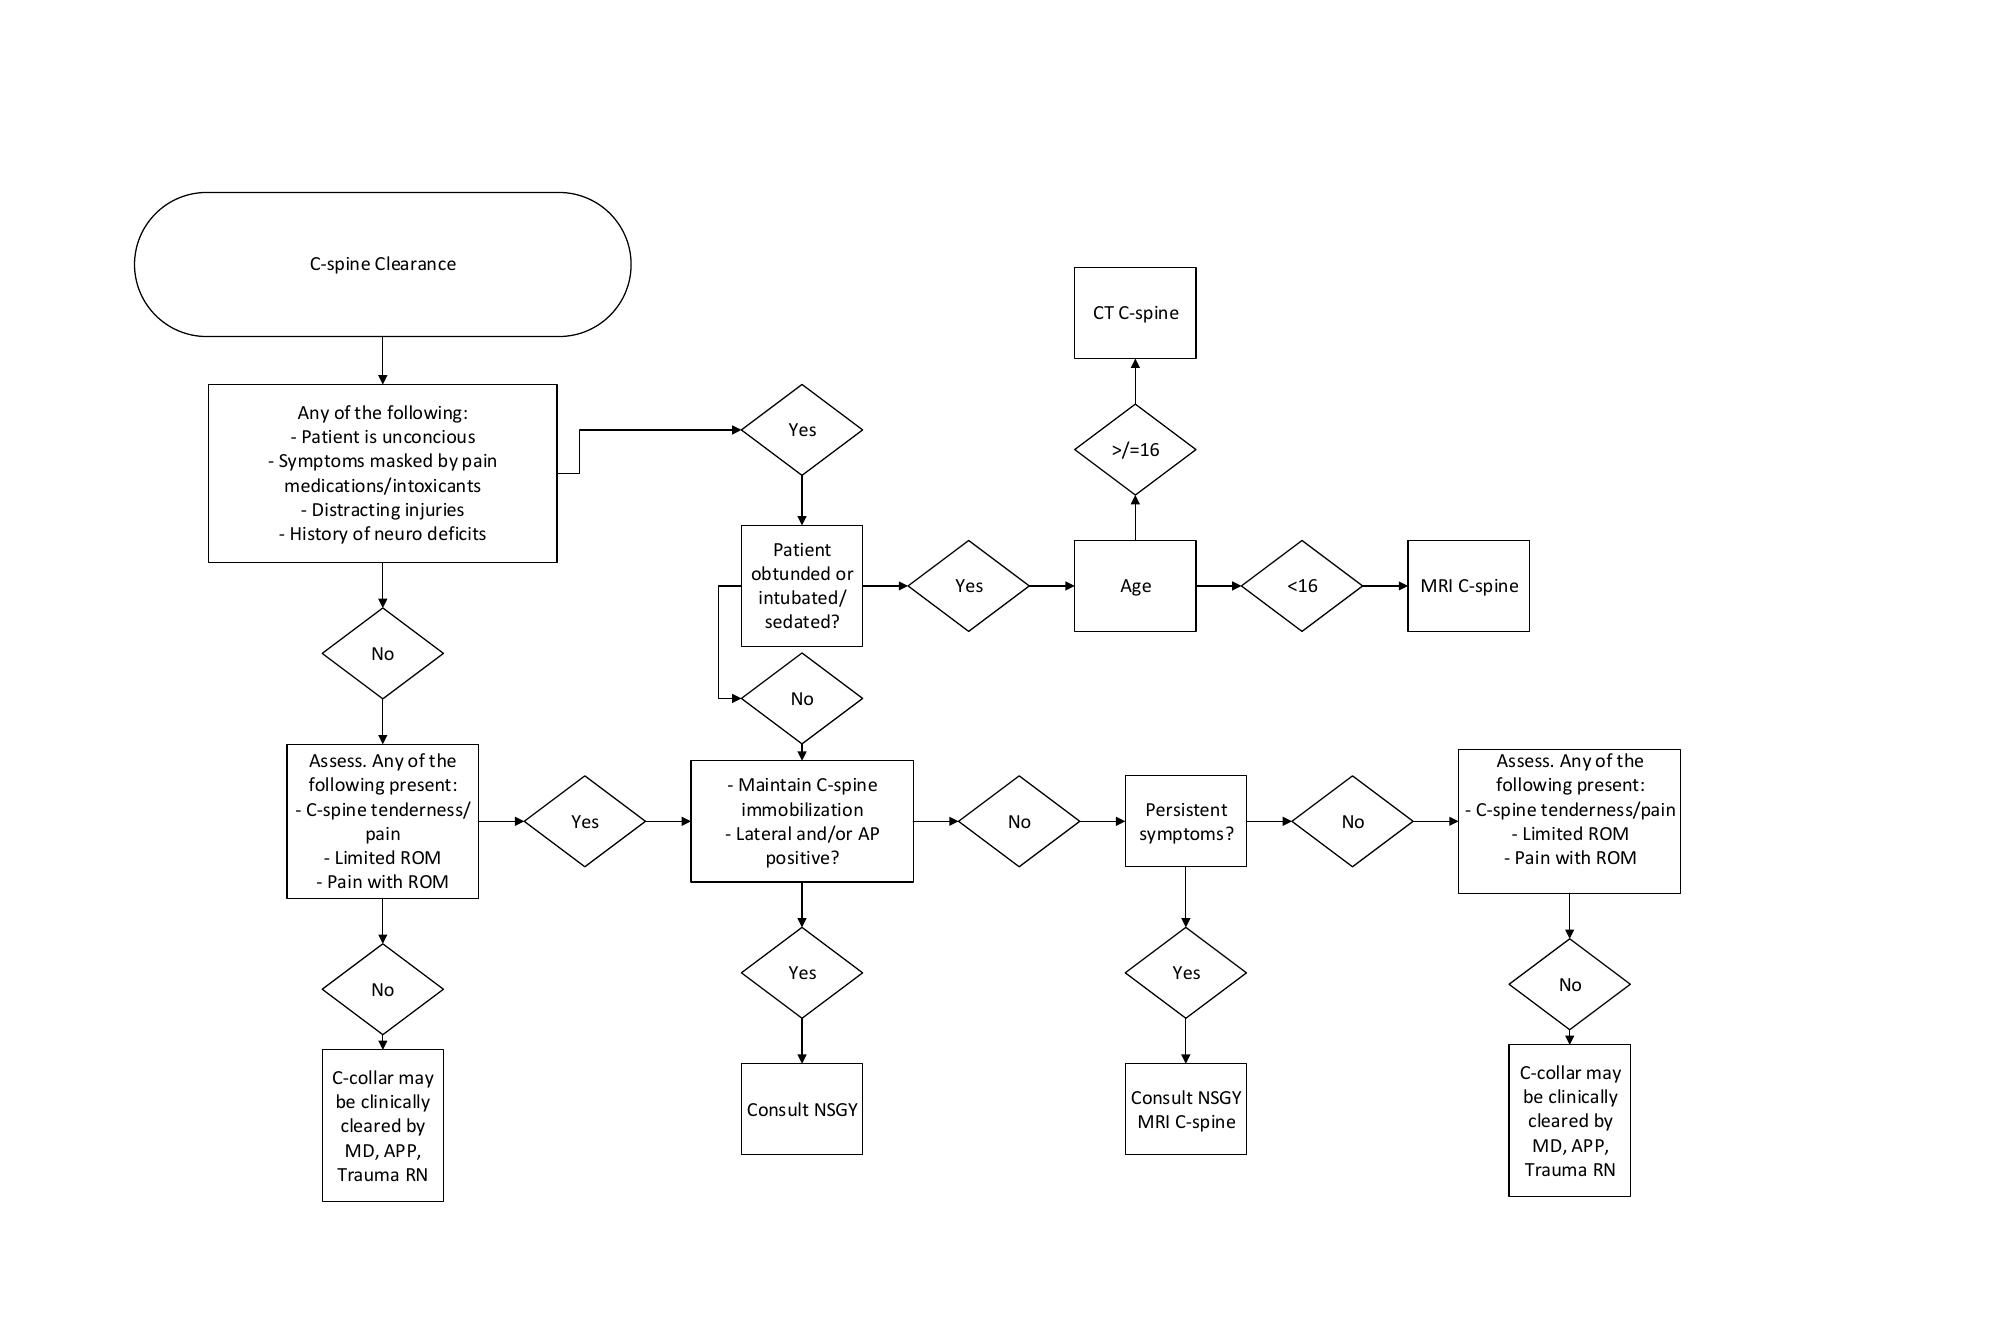 C-spine Clearance
Any of the following:
- Patient is unconcious
- Symptoms masked by pain
medications/intoxicants
- Distracting injuries
- History of neuro deficits
Yes
CT C-spine
>/=16
Patient
obtunded or
intubated/
sedated?
Yes
Age
<16
MRI C-spine
No
No
Assess. Any of the
following present:
- C-spine tenderness/
pain
- Limited ROM
- Pain with ROM
Yes
- Maintain C-spine
immobilization
- Lateral and/or AP
positive?
No
Persistent
symptoms?
No
Assess. Any of the
following present:
- C-spine tenderness/pain
- Limited ROM
- Pain with ROM
No
Yes
Yes
No
C-collar may
be clinically
cleared by
MD, APP,
Trauma RN
Consult NSGY
Consult NSGY
MRI C-spine
C-collar may
be clinically
cleared by
MD, APP,
Trauma RN